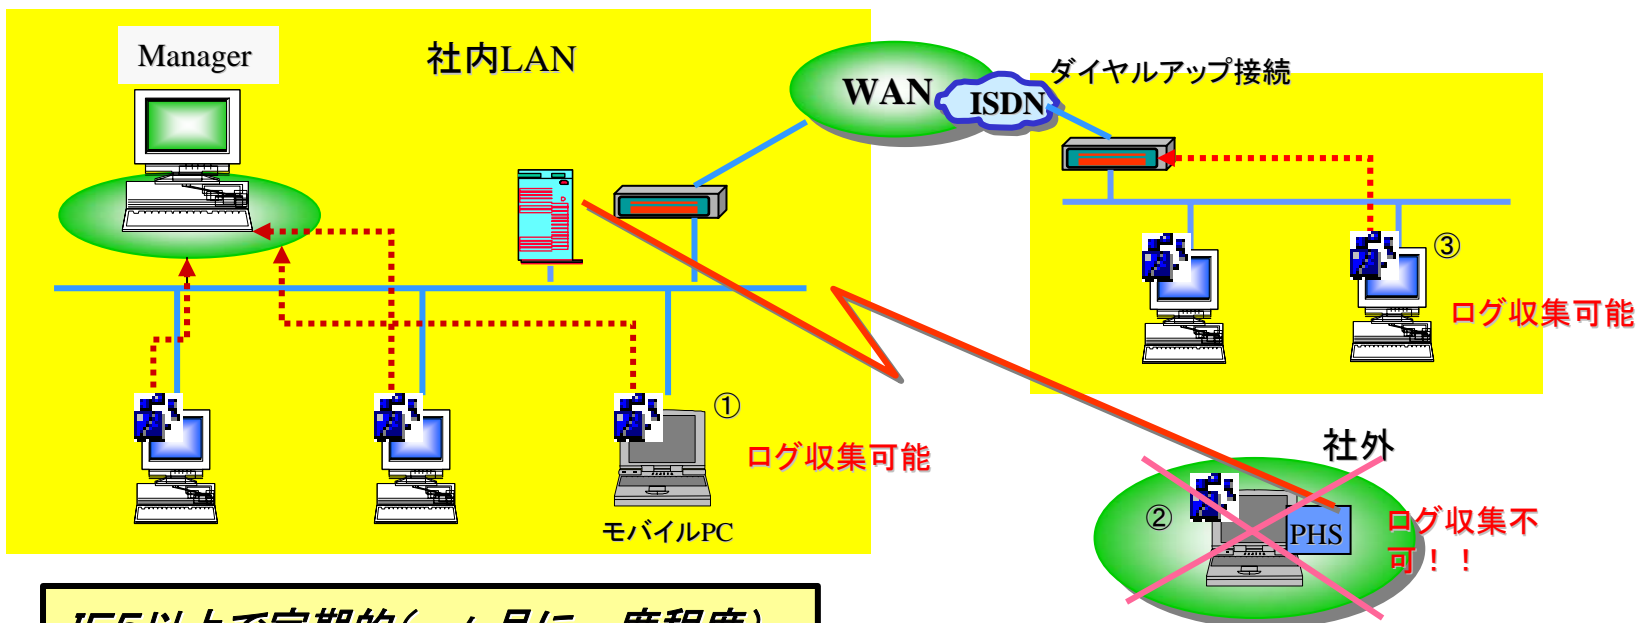 Manager
社内LAN
WAN
ISDN
ダイヤルアップ接続
③
ログ収集可能
①
ログ収集可能
モバイルPC
社外
②
PHS
ログ収集不
可！！